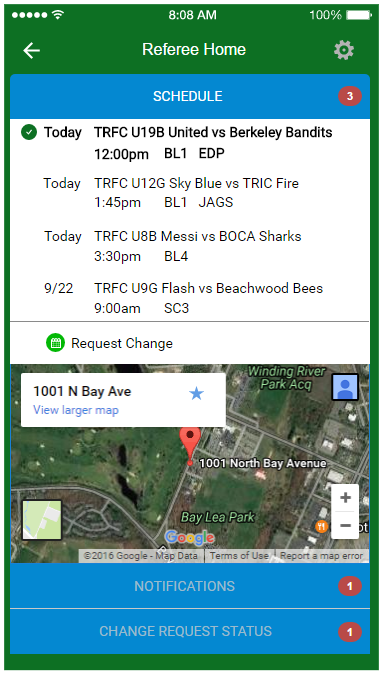 8:08 AM 100%
Referee Home
SCHEDULE 3
Today TRFC U19B United vs Berkeley Bandits
12:00pm BL1 EDP
Today TRFC U12G Sky Blue vs TRIC Fire
1:45pm BL1 JAGS
Today TRFC U8B Messi vs BOCA Sharks
3:30pm BL4
9/22 TRFC U9G Flash vs Beachwood Bees
9:00am SC3
Request Change
Winding River
Park Acq
1001 N Bay Ave
View larger map
1001 North Bay Avenue
Bay Lea Park
Google
©2016 Google - Map Data Terms of Use Report a map error
NOTIFICATIONS 1
CHANGE REQUEST STATUS 1